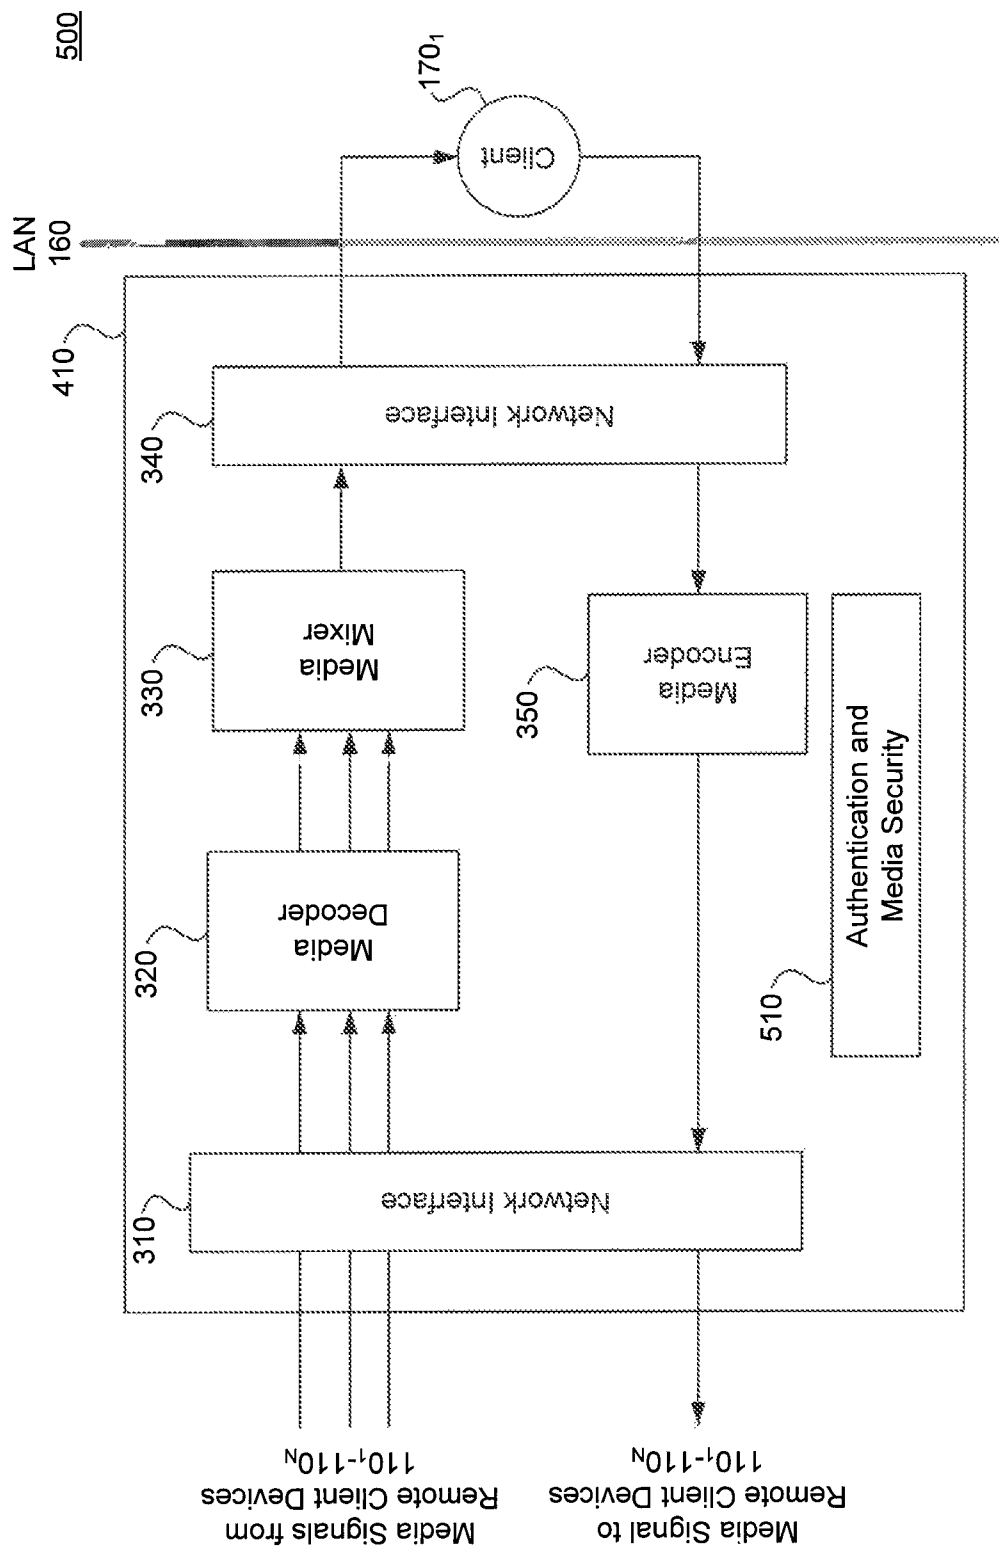 500
LAN
160
410
170₁
Client
340
Network Interface
330
Media
Mixer
350
Media
Encoder
320
Media
Decoder
510
Authentication and
Media Security
310
Network Interface
Media Signals from
Remote Client Devices
110₁-110N
Media Signal to
Remote Client Devices
110₁-110N